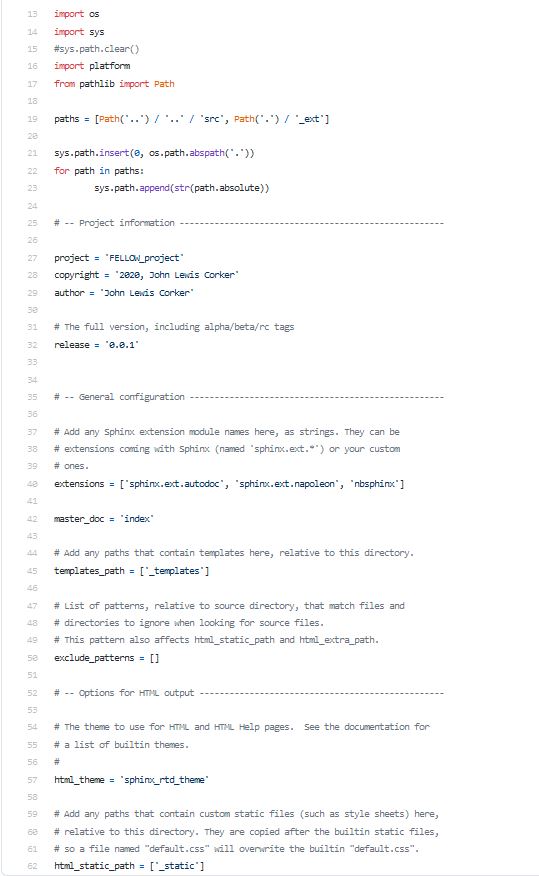 13 import os
14 import sys
15 #sys.path.clear()
16 import platform
17 from pathlib import Path
18
19 paths = [Path('..') / '..' / 'src', Path('.') / '_ext']
20
21 sys.path.insert(0, os.path.abspath('.'))
22 for path in paths:
23         sys.path.append(str(path.absolute))
24
25 # -- Project information -----------------------------------------------------
26
27 project = 'FELLOW_project'
28 copyright = '2020, John Lewis Corker'
29 author = 'John Lewis Corker'
30
31 # The full version, including alpha/beta/rc tags
32 release = '0.0.1'
33
34
35 # -- General configuration ---------------------------------------------------
36
37 # Add any Sphinx extension module names here, as strings. They can be
38 # extensions coming with Sphinx (named 'sphinx.ext.*') or your custom
39 # ones.
40 extensions = ['sphinx.ext.autodoc', 'sphinx.ext.napoleon', 'nbsphinx']
41
42 master_doc = 'index'
43
44 # Add any paths that contain templates here, relative to this directory.
45 templates_path = ['_templates']
46
47 # List of patterns, relative to source directory, that match files and
48 # directories to ignore when looking for source files.
49 # This pattern also affects html_static_path and html_extra_path.
50 exclude_patterns = []
51
52 # -- Options for HTML output -------------------------------------------------
53
54 # The theme to use for HTML and HTML Help pages.  See the documentation for
55 # a list of builtin themes.
56 #
57 html_theme = 'sphinx_rtd_theme'
58
59 # Add any paths that contain custom static files (such as style sheets) here,
60 # relative to this directory. They are copied after the builtin static files,
61 # so a file named "default.css" will overwrite the builtin "default.css".
62 html_static_path = ['_static']